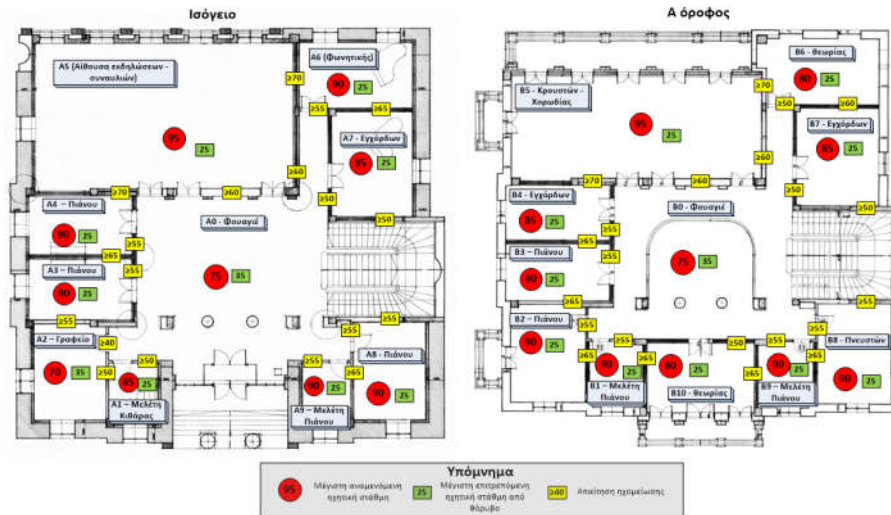 Ισόγειο
Α όροφος
Α5 (Αίθουσα εκδηλώσεων -
συναυλιών)
95
25
≥70
≥60
≥60
≥70
Α6 (Φωνητικής)
90
25
≥55
≥65
Α7 - Εγχόρδων
85
25
≥50
≥50
Α4 – Πιάνου
90
25
≥55
≥65
Α0 - Φουαγιέ
75
35
Α3 – Πιάνου
90
25
≥55
≥55
Α2 – Γραφείο
70
35
≥40
≥50
≥50
85
25
Α1 – Μελέτη
Κιθάρας
≥55
≥55
≥55
≥65
90
25
Α9 – Μελέτη
Πιάνου
Α8 - Πιάνου
90
25
Β6 - θεωρίας
80
25
≥70
≥50
≥60
Β5 - Κρουστών -
Χορωδίας
95
25
≥60
≥70
≥60
Β7 – Εγχόρδων
85
25
≥50
≥50
Β4 – Εγχόρδων
85
25
≥55
≥65
Β0 - Φουαγιέ
75
35
Β3 – Πιάνου
90
25
≥55
≥65
Β2 – Πιάνου
90
25
≥55
≥55
≥65
90
25
Β1 – Μελέτη
Πιάνου
≥65
80
25
≥50
Β10 - θεωρίας
≥65
≥55
≥55
≥55
90
25
≥65
Β9 – Μελέτη
Πιάνου
Β8 - Πνευστών
90
25
Υπόμνημα
95
Μέγιστη αναμενόμενη
ηχητική στάθμη
25
Μέγιστη επιτρεπόμενη
ηχητική στάθμη από
θόρυβο
≥40
Απαίτηση ηχομείωσης